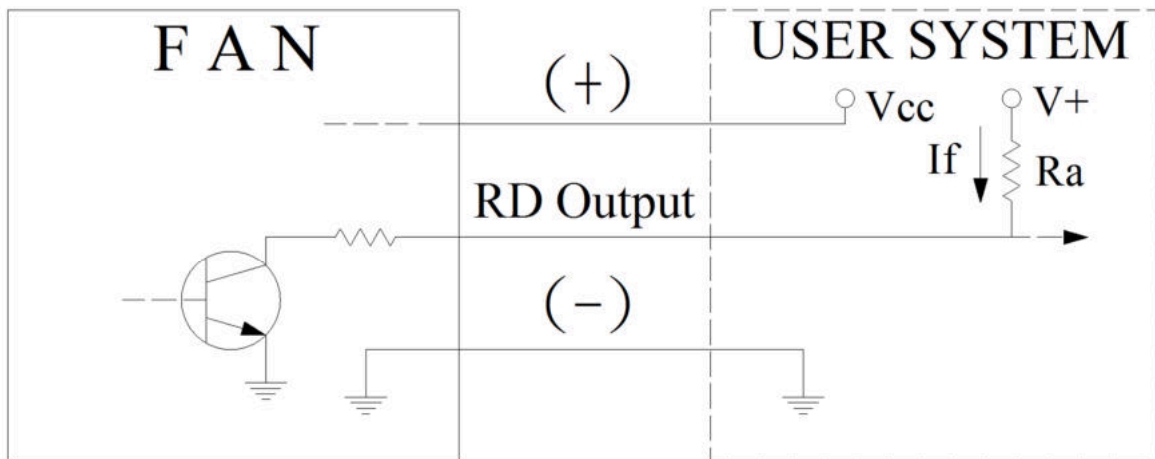 F A N
USER SYSTEM
(+)
Vcc
V+
If
Ra
RD Output
(-)